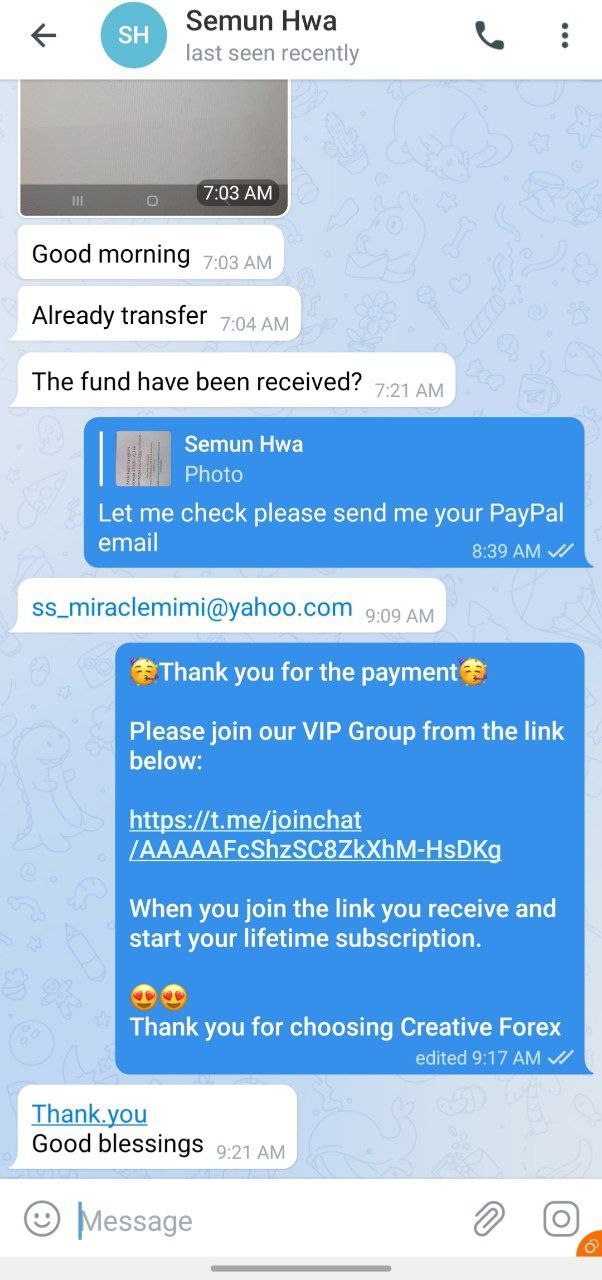 SH
Semun Hwa
last seen recently
7:03 AM
Good morning 7:03 AM
Already transfer 7:04 AM
The fund have been received? 7:21 AM
Semun Hwa
Photo
Let me check please send me your PayPal
email
8:39 AM
ss_miraclemimi@yahoo.com 9:09 AM
🥳Thank you for the payment🥳
Please join our VIP Group from the link
below:
https://t.me/joinchat
/AAAAAFcShzSC8ZkXhM-HsDKg
When you join the link you receive and
start your lifetime subscription.
😍😍
Thank you for choosing Creative Forex
edited 9:17 AM
Thank.you
Good blessings 9:21 AM
Message